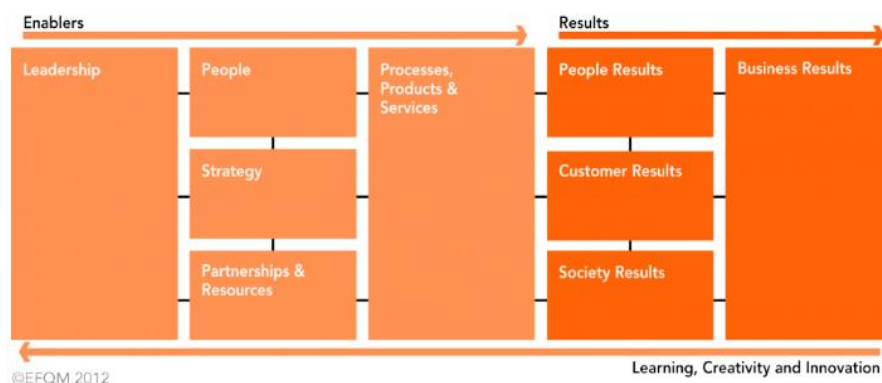 Enablers
Results
Leadership
People
Processes,
Products &
Services
People Results
Business Results
Strategy
Customer Results
Partnerships &
Resources
Society Results
Learning, Creativity and Innovation
©EFQM 2012